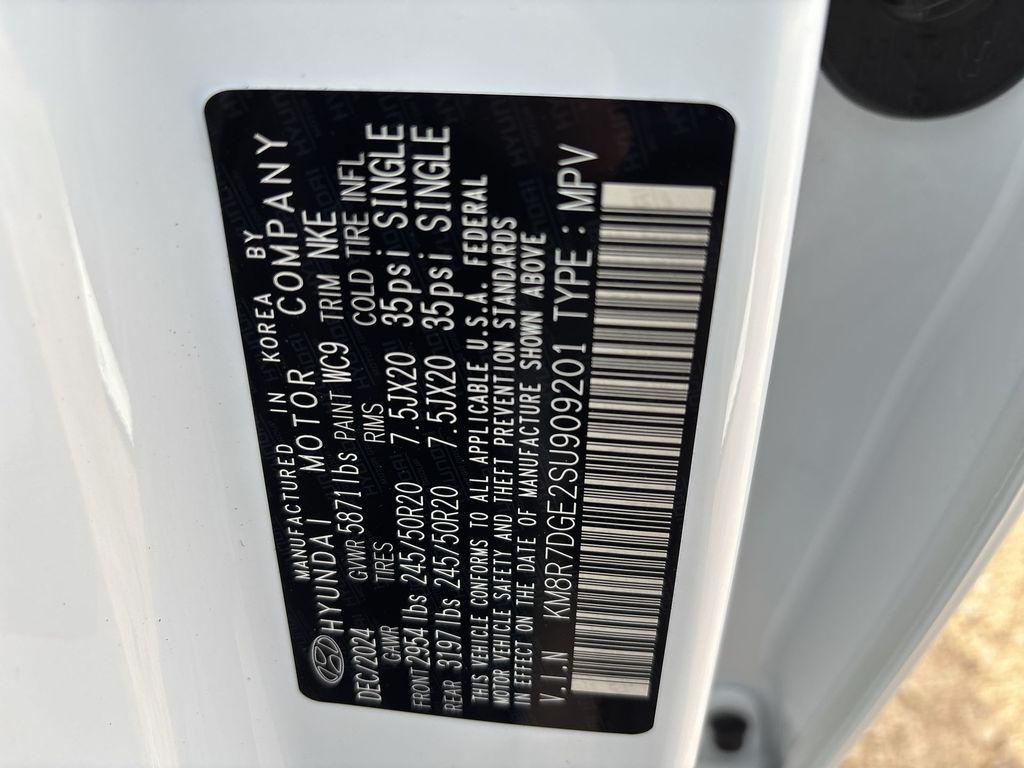 MANUFACTURED IN KOREA BY
HYUNDAI MOTOR COMPANY
DEC/2024 GVWR 5871lbs PAINT WC9 TRIM NKE
GAWR TIRES RIMS COLD TIRE INFL
FRONT 2954lbs 245/50R20 7.5JX20 35psi SINGLE
REAR 3197lbs 245/50R20 7.5JX20 35psi SINGLE
THIS VEHICLE CONFORMS TO ALL APPLICABLE U.S.A. FEDERAL
MOTOR VEHICLE SAFETY AND THEFT PREVENTION STANDARDS
IN EFFECT ON THE DATE OF MANUFACTURE SHOWN ABOVE
V.I.N KM8R7DGE2SU909201 TYPE : MPV